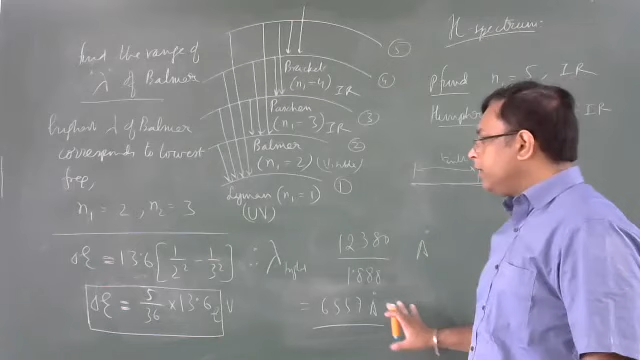 find the range of
'λ' of Balmer
highest λ of Balmer
corresponds to lowest
freq,
n₁ = 2 , n₂ = 3
ΔE = 13.6 [1/2² − 1/3²]
ΔE = 5/36 × 13.6 eV
5
Bracket
(n₁ − 4) IR
4
Paschen
(n₁ − 3) IR
3
Balmer
(n₁ = 2) (Visible)
2
Lyman (n₁ = 1)
1
(UV)
∴ λ 12380/1.888 Å
= 6557 Å
H spectrum:
Pfund n₁ = 5, IR
IR